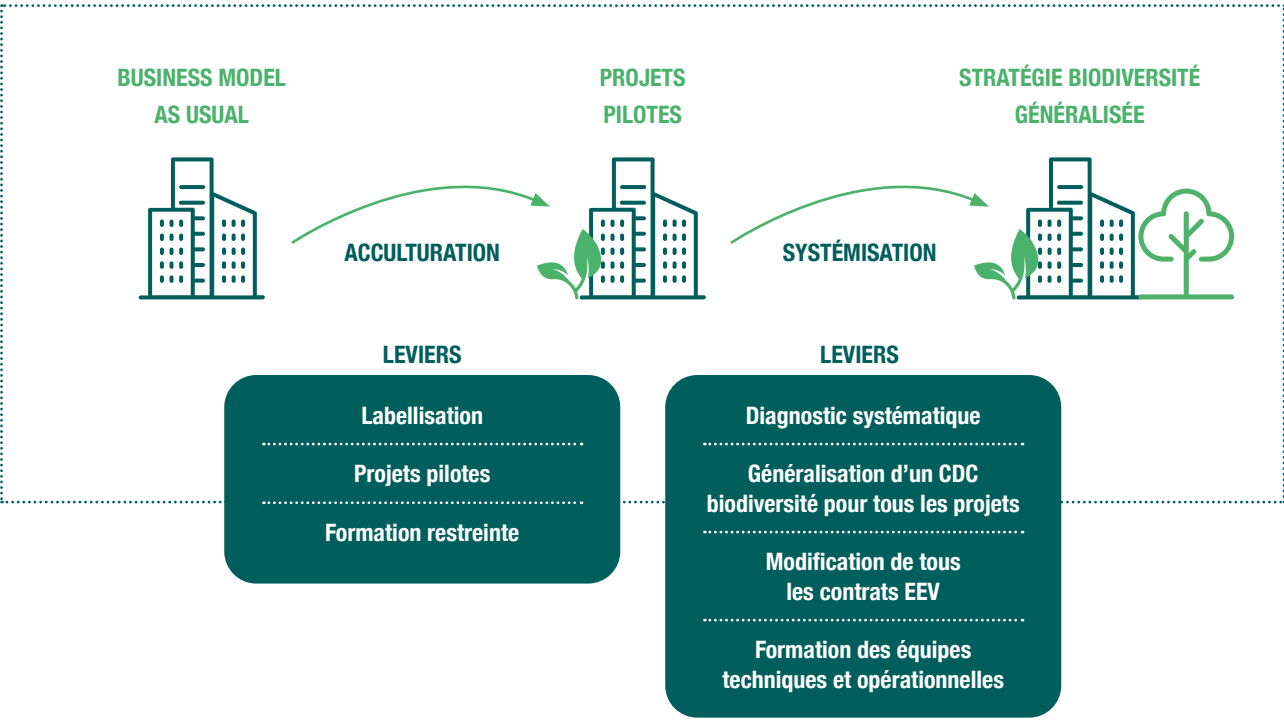 BUSINESS MODEL
AS USUAL
PROJETS
PILOTES
STRATÉGIE BIODIVERSITÉ
GÉNÉRALISÉE
ACCULTURATION
SYSTÉMISATION
LEVIERS
Labellisation
Projets pilotes
Formation restreinte
LEVIERS
Diagnostic systématique
Généralisation d’un CDC
biodiversité pour tous les projets
Modification de tous
les contrats EEV
Formation des équipes
techniques et opérationnelles